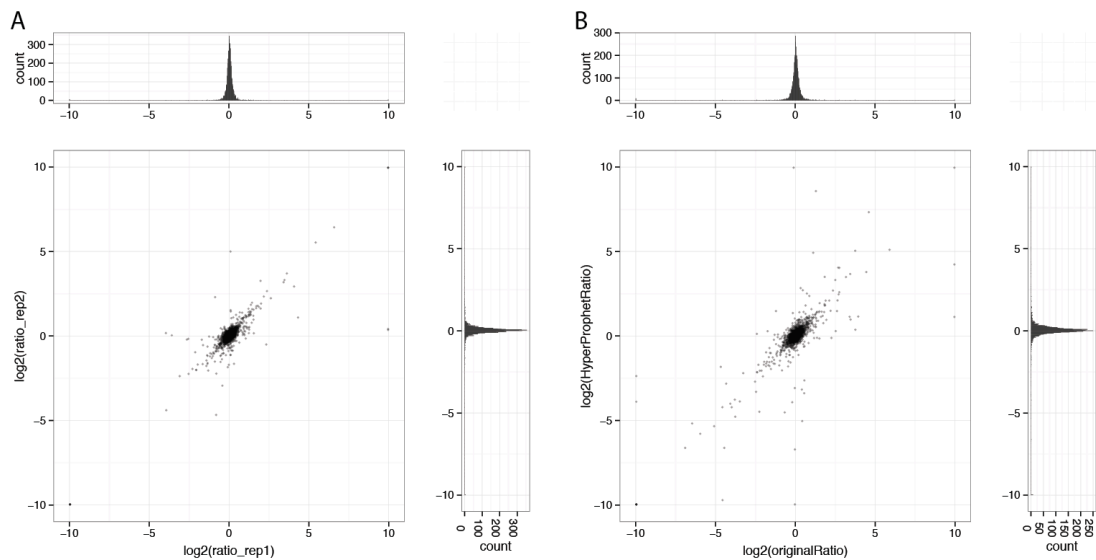 A
count
300
200
100
0
−10 −5 0 5 10
log2(ratio_rep2)
10
5
0
−5
−10
−10 −5 0 5 10
log2(ratio_rep1)
10
5
0
−5
−10
0 100 200 300
count
B
count
300
200
100
0
−10 −5 0 5 10
log2(HyperProphetRatio)
10
5
0
−5
−10
−10 −5 0 5 10
log2(originalRatio)
10
5
0
−5
−10
0 50 100 150 200 250
count